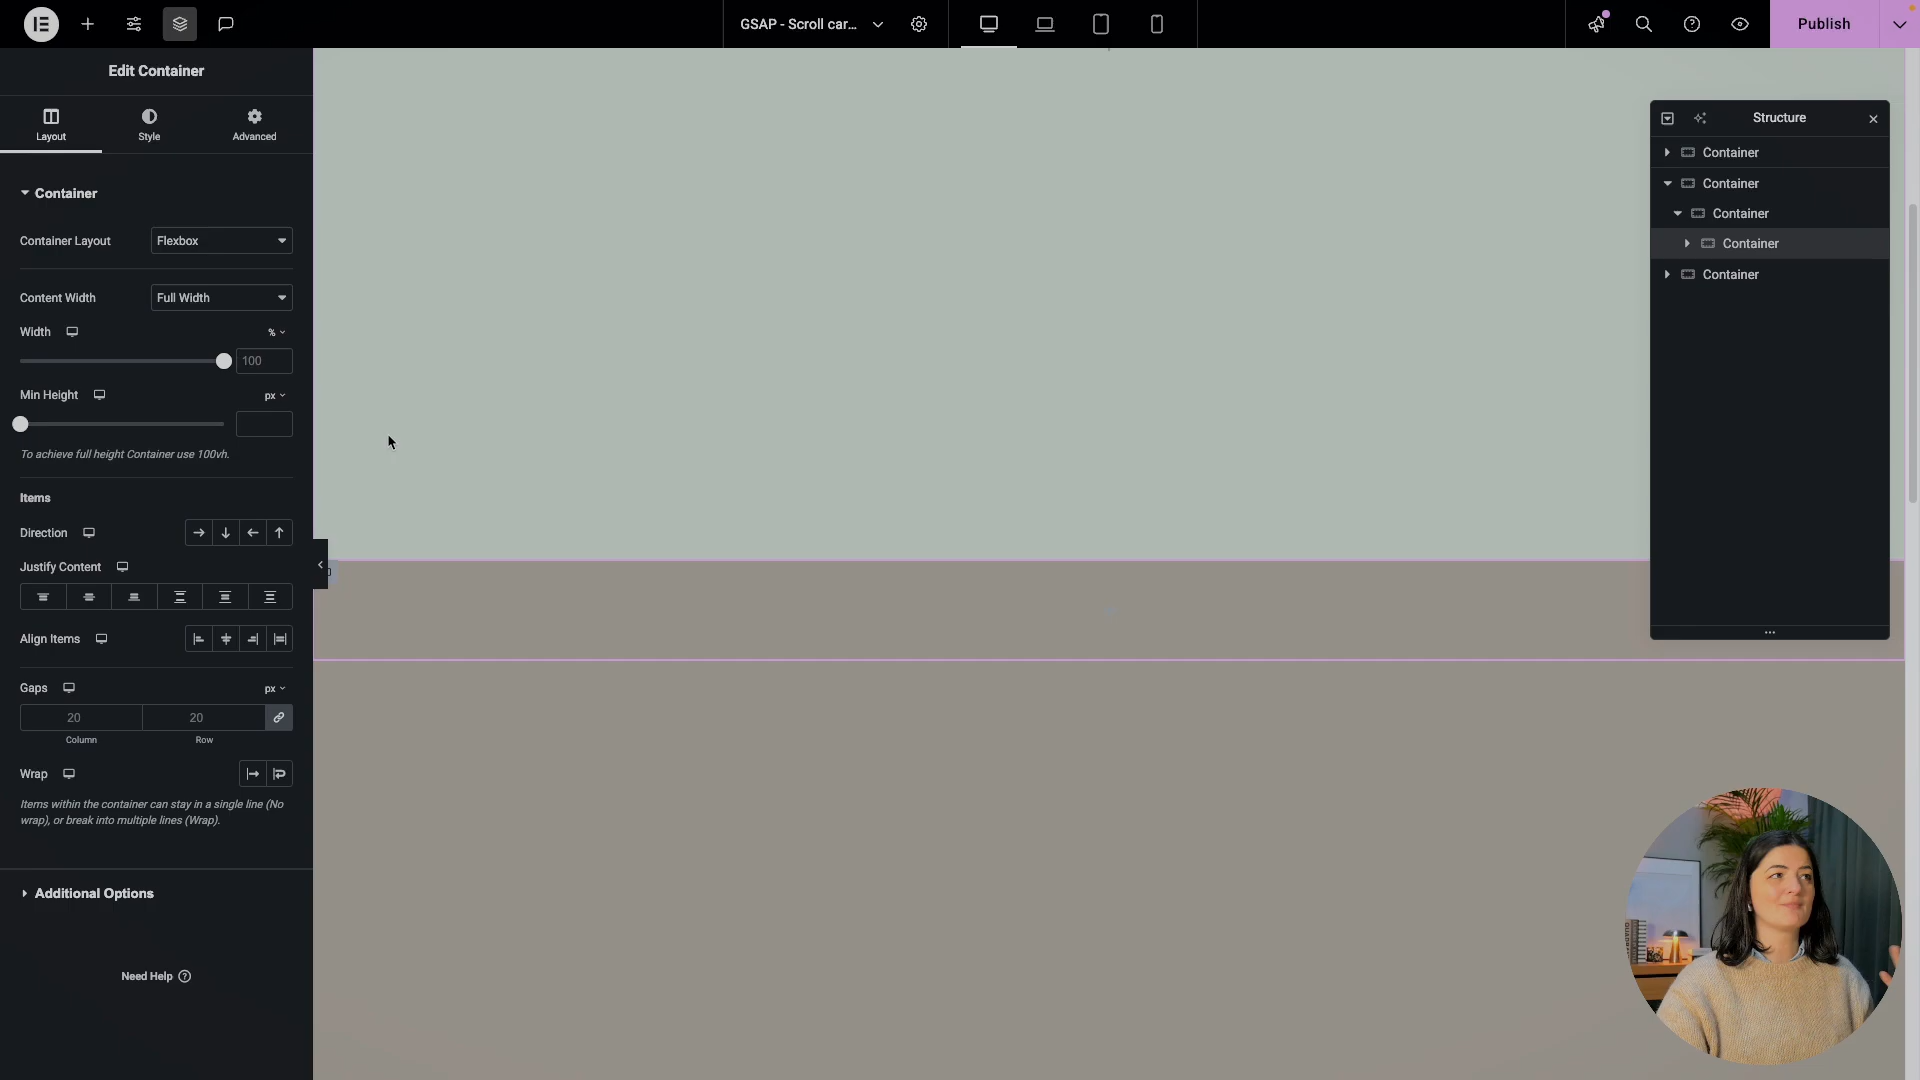 GSAP - Scroll car...
Publish
Edit Container
Layout
Style
Advanced
Container
Container Layout
Flexbox
Content Width
Full Width
Width
%
100
Min Height
px
To achieve full height Container use 100vh.
Items
Direction
Justify Content
Align Items
Gaps
px
20
20
Column
Row
Wrap
Items within the container can stay in a single line (No
wrap), or break into multiple lines (Wrap).
Additional Options
Need Help
Structure
Container
Container
Container
Container
Container